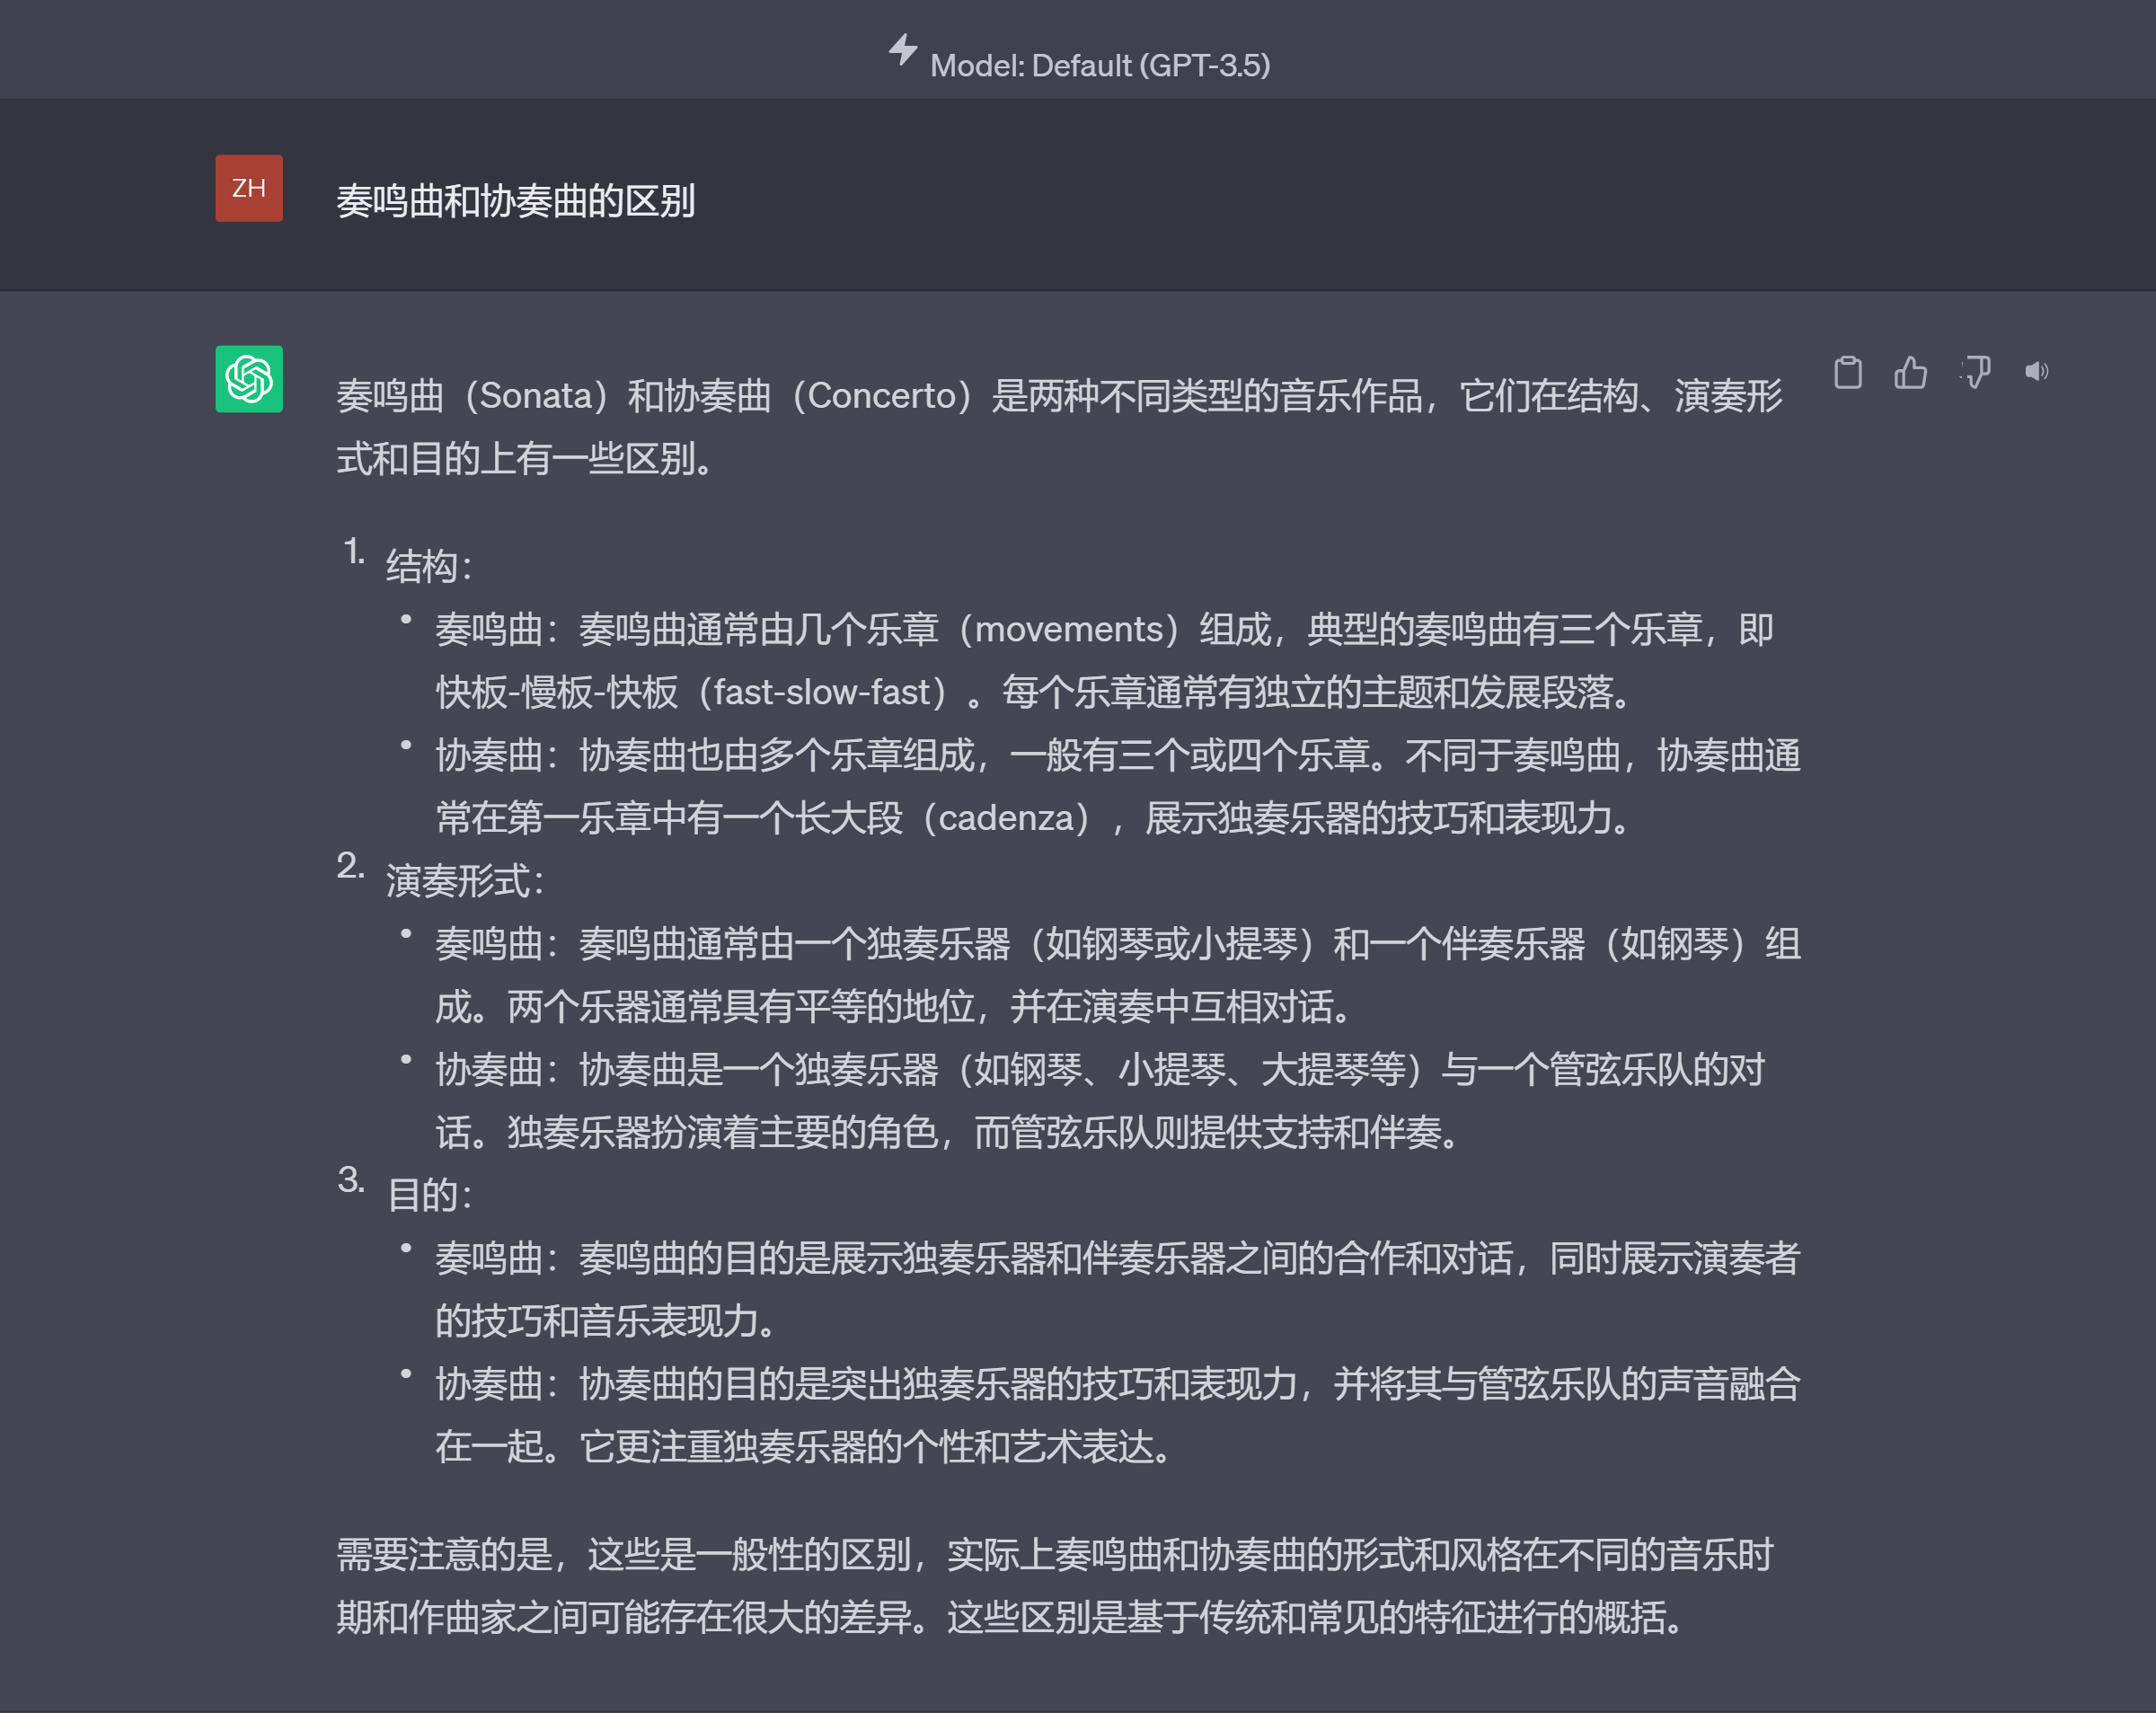 Model: Default (GPT-3.5)
ZH
奏鸣曲和协奏曲的区别
奏鸣曲（Sonata）和协奏曲（Concerto）是两种不同类型的音乐作品，它们在结构、演奏形
式和目的上有一些区别。
1. 结构：
• 奏鸣曲：奏鸣曲通常由几个乐章（movements）组成，典型的奏鸣曲有三个乐章，即
快板-慢板-快板（fast-slow-fast）。每个乐章通常有独立的主题和发展段落。
• 协奏曲：协奏曲也由多个乐章组成，一般有三个或四个乐章。不同于奏鸣曲，协奏曲通
常在第一乐章中有一个长大段（cadenza），展示独奏乐器的技巧和表现力。
2. 演奏形式：
• 奏鸣曲：奏鸣曲通常由一个独奏乐器（如钢琴或小提琴）和一个伴奏乐器（如钢琴）组
成。两个乐器通常具有平等的地位，并在演奏中互相对话。
• 协奏曲：协奏曲是一个独奏乐器（如钢琴、小提琴、大提琴等）与一个管弦乐队的对
话。独奏乐器扮演着主要的角色，而管弦乐队则提供支持和伴奏。
3. 目的：
• 奏鸣曲：奏鸣曲的目的是展示独奏乐器和伴奏乐器之间的合作和对话，同时展示演奏者
的技巧和音乐表现力。
• 协奏曲：协奏曲的目的是突出独奏乐器的技巧和表现力，并将其与管弦乐队的声音融合
在一起。它更注重独奏乐器的个性和艺术表达。
需要注意的是，这些是一般性的区别，实际上奏鸣曲和协奏曲的形式和风格在不同的音乐时
期和作曲家之间可能存在很大的差异。这些区别是基于传统和常见的特征进行的概括。